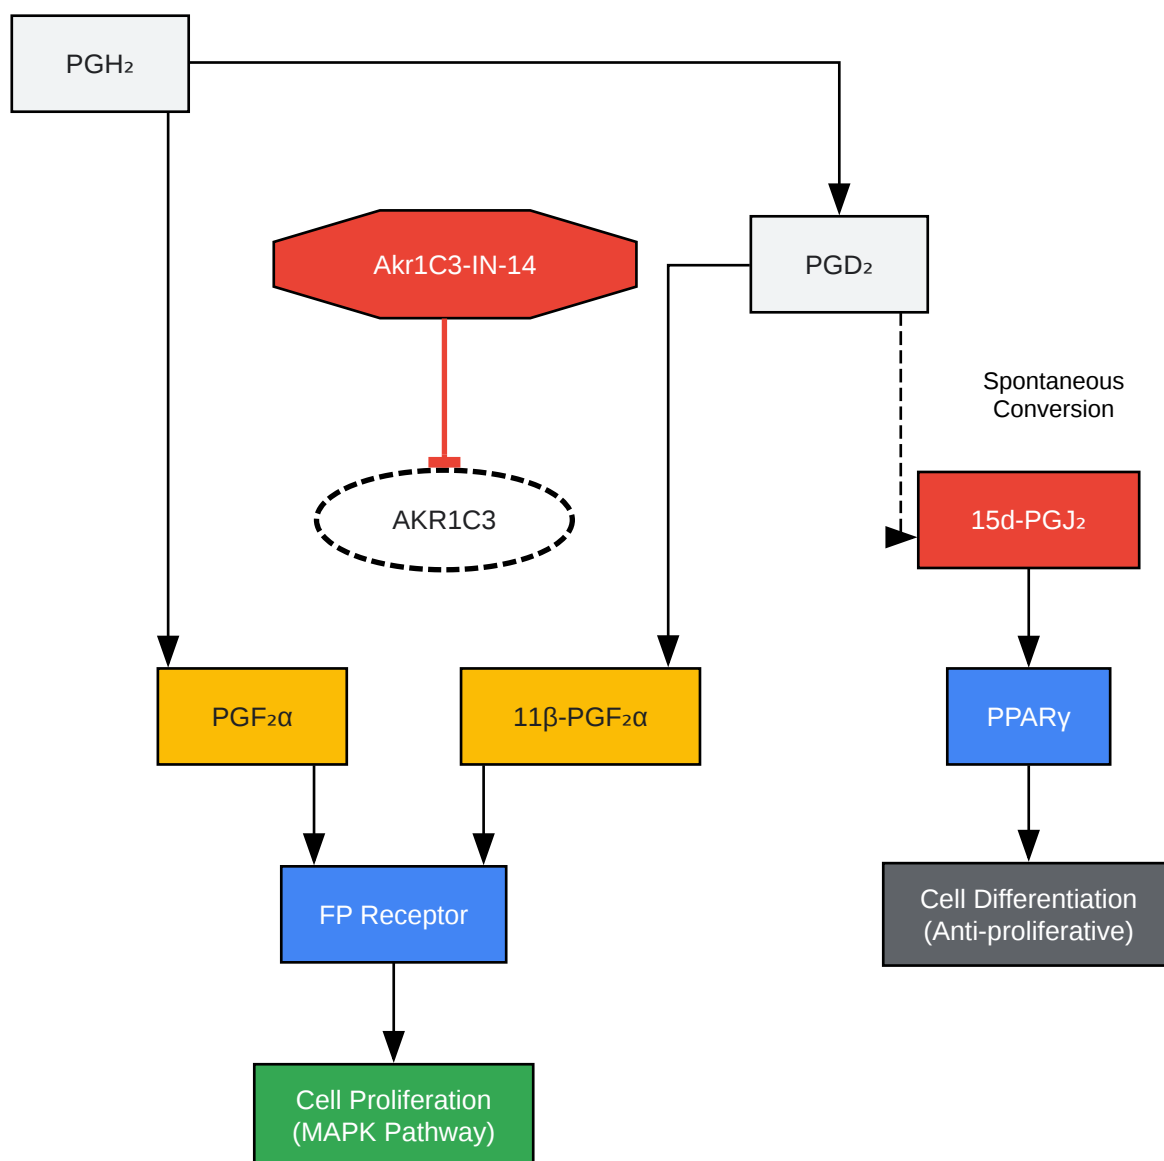 PGH₂
Akr1C3-IN-14
PGD₂
Spontaneous
Conversion
AKR1C3
15d-PGJ₂
PGF₂α
11β-PGF₂α
PPARγ
FP Receptor
Cell Differentiation
(Anti-proliferative)
Cell Proliferation
(MAPK Pathway)